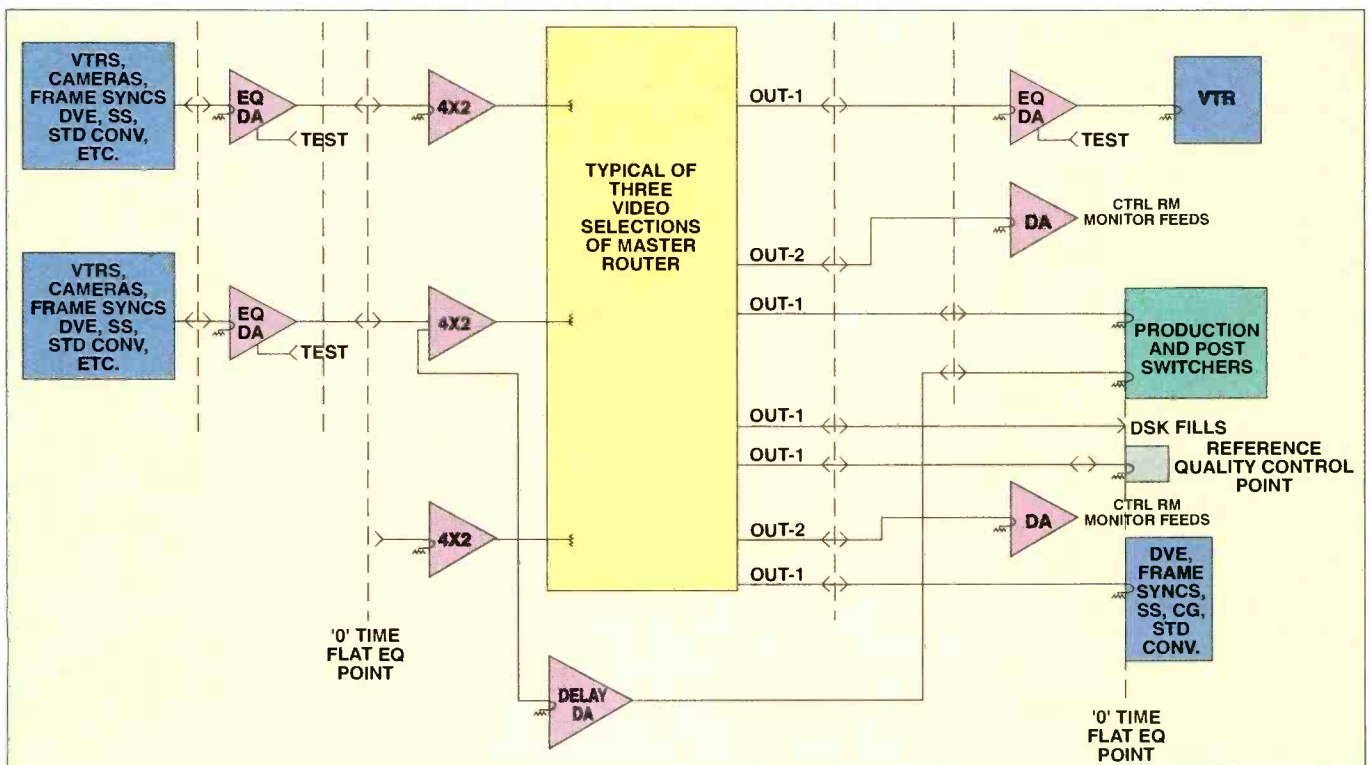 VTRS,
CAMERAS,
FRAME SYNCS
DVE, SS,
STD CONV,
ETC.
EQ
DA
TEST
4X2
VTRS,
CAMERAS,
FRAME SYNCS
DVE, SS,
STD CONV,
ETC.
EQ
DA
TEST
4X2
4X2
'0' TIME
FLAT EQ
POINT
DELAY
DA
TYPICAL OF
THREE
VIDEO
SELECTIONS
OF MASTER
ROUTER
OUT-1
OUT-2
OUT-1
OUT-1
OUT-1
OUT-2
OUT-1
EQ
DA
TEST
VTR
DA
CTRL RM
MONITOR FEEDS
PRODUCTION
AND POST
SWITCHERS
DSK FILLS
REFERENCE
QUALITY CONTROL
POINT
DA
CTRL RM
MONITOR FEEDS
DVE,
FRAME
SYNCS,
SS, CG,
STD
CONV.
'0' TIME
FLAT EQ
POINT